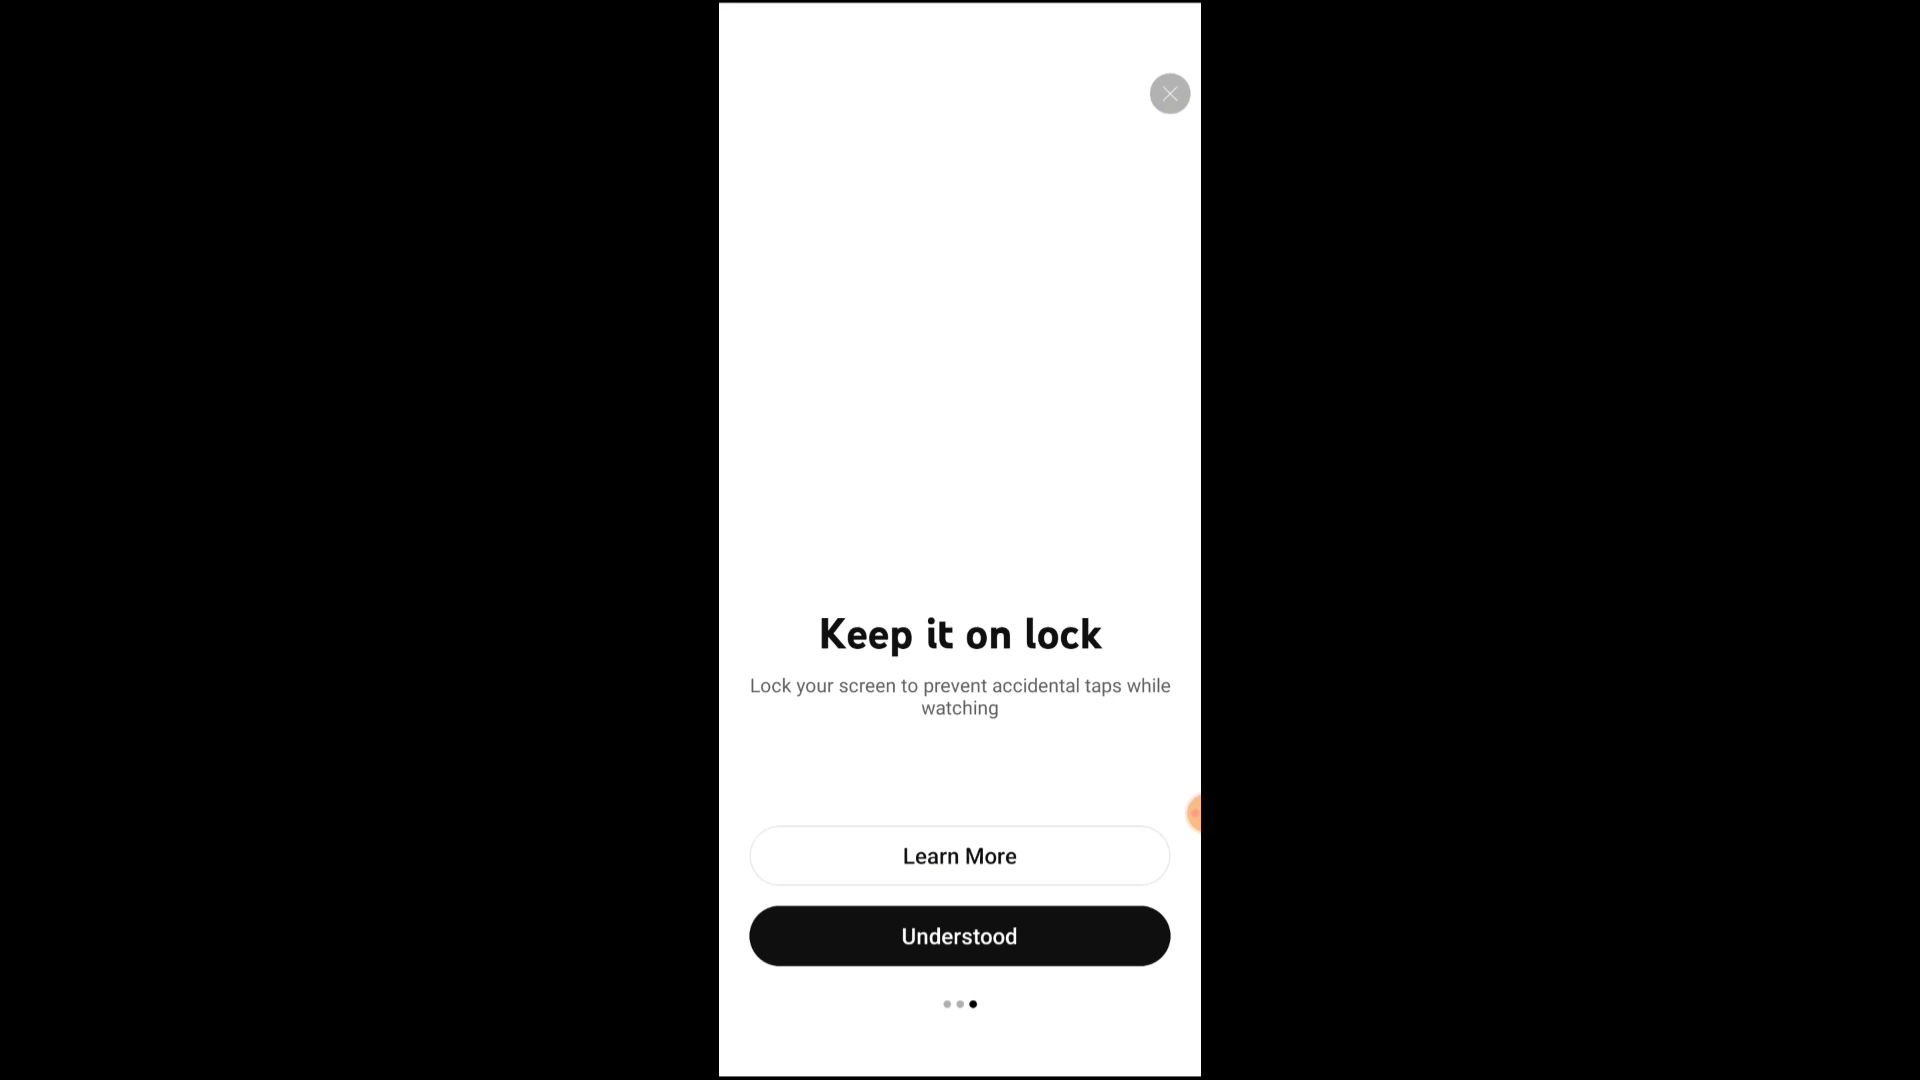 Keep it on lock
Lock your screen to prevent accidental taps while
watching
Learn More
Understood